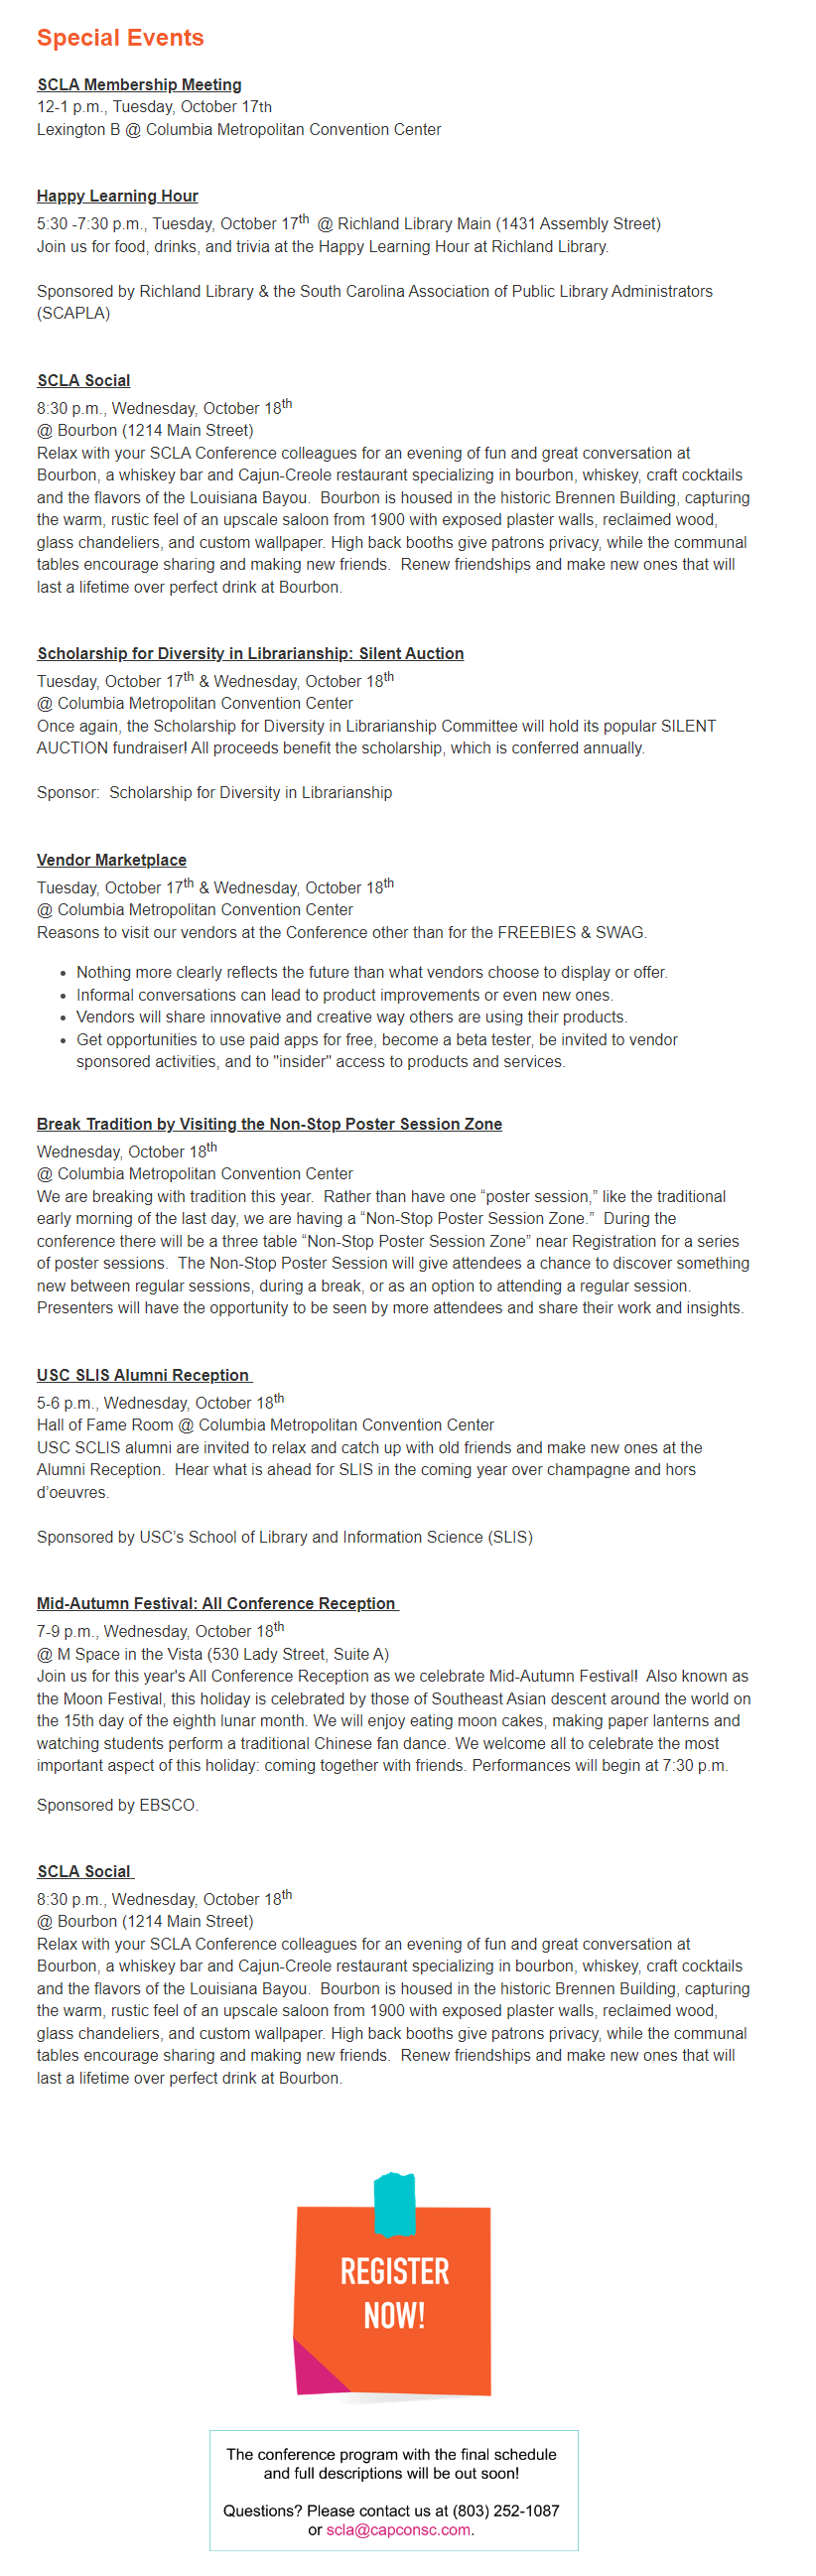 Special Events
SCLA Membership Meeting
12-1 p.m., Tuesday, October 17th
Lexington B @ Columbia Metropolitan Convention Center
Happy Learning Hour
5:30 -7:30 p.m., Tuesday, October 17th  @ Richland Library Main (1431 Assembly Street)
Join us for food, drinks, and trivia at the Happy Learning Hour at Richland Library.
Sponsored by Richland Library & the South Carolina Association of Public Library Administrators
(SCAPLA)
SCLA Social
8:30 p.m., Wednesday, October 18th
@ Bourbon (1214 Main Street)
Relax with your SCLA Conference colleagues for an evening of fun and great conversation at
Bourbon, a whiskey bar and Cajun-Creole restaurant specializing in bourbon, whiskey, craft cocktails
and the flavors of the Louisiana Bayou.  Bourbon is housed in the historic Brennen Building, capturing
the warm, rustic feel of an upscale saloon from 1900 with exposed plaster walls, reclaimed wood,
glass chandeliers, and custom wallpaper. High back booths give patrons privacy, while the communal
tables encourage sharing and making new friends.  Renew friendships and make new ones that will
last a lifetime over perfect drink at Bourbon.
Scholarship for Diversity in Librarianship: Silent Auction
Tuesday, October 17th & Wednesday, October 18th
@ Columbia Metropolitan Convention Center
Once again, the Scholarship for Diversity in Librarianship Committee will hold its popular SILENT
AUCTION fundraiser! All proceeds benefit the scholarship, which is conferred annually.
Sponsor:  Scholarship for Diversity in Librarianship
Vendor Marketplace
Tuesday, October 17th & Wednesday, October 18th
@ Columbia Metropolitan Convention Center
Reasons to visit our vendors at the Conference other than for the FREEBIES & SWAG.
• Nothing more clearly reflects the future than what vendors choose to display or offer.
• Informal conversations can lead to product improvements or even new ones.
• Vendors will share innovative and creative way others are using their products.
• Get opportunities to use paid apps for free, become a beta tester, be invited to vendor
sponsored activities, and to "insider" access to products and services.
Break Tradition by Visiting the Non-Stop Poster Session Zone
Wednesday, October 18th
@ Columbia Metropolitan Convention Center
We are breaking with tradition this year.  Rather than have one “poster session,” like the traditional
early morning of the last day, we are having a “Non-Stop Poster Session Zone.”  During the
conference there will be a three table “Non-Stop Poster Session Zone” near Registration for a series
of poster sessions.  The Non-Stop Poster Session will give attendees a chance to discover something
new between regular sessions, during a break, or as an option to attending a regular session.
Presenters will have the opportunity to be seen by more attendees and share their work and insights.
USC SLIS Alumni Reception
5-6 p.m., Wednesday, October 18th
Hall of Fame Room @ Columbia Metropolitan Convention Center
USC SCLIS alumni are invited to relax and catch up with old friends and make new ones at the
Alumni Reception.  Hear what is ahead for SLIS in the coming year over champagne and hors
d’oeuvres.
Sponsored by USC’s School of Library and Information Science (SLIS)
Mid-Autumn Festival: All Conference Reception
7-9 p.m., Wednesday, October 18th
@ M Space in the Vista (530 Lady Street, Suite A)
Join us for this year's All Conference Reception as we celebrate Mid-Autumn Festival!  Also known as
the Moon Festival, this holiday is celebrated by those of Southeast Asian descent around the world on
the 15th day of the eighth lunar month. We will enjoy eating moon cakes, making paper lanterns and
watching students perform a traditional Chinese fan dance. We welcome all to celebrate the most
important aspect of this holiday: coming together with friends. Performances will begin at 7:30 p.m.
Sponsored by EBSCO.
SCLA Social
8:30 p.m., Wednesday, October 18th
@ Bourbon (1214 Main Street)
Relax with your SCLA Conference colleagues for an evening of fun and great conversation at
Bourbon, a whiskey bar and Cajun-Creole restaurant specializing in bourbon, whiskey, craft cocktails
and the flavors of the Louisiana Bayou.  Bourbon is housed in the historic Brennen Building, capturing
the warm, rustic feel of an upscale saloon from 1900 with exposed plaster walls, reclaimed wood,
glass chandeliers, and custom wallpaper. High back booths give patrons privacy, while the communal
tables encourage sharing and making new friends.  Renew friendships and make new ones that will
last a lifetime over perfect drink at Bourbon.
REGISTER
NOW!
The conference program with the final schedule
and full descriptions will be out soon!
Questions? Please contact us at (803) 252-1087
or scla@capconsc.com.